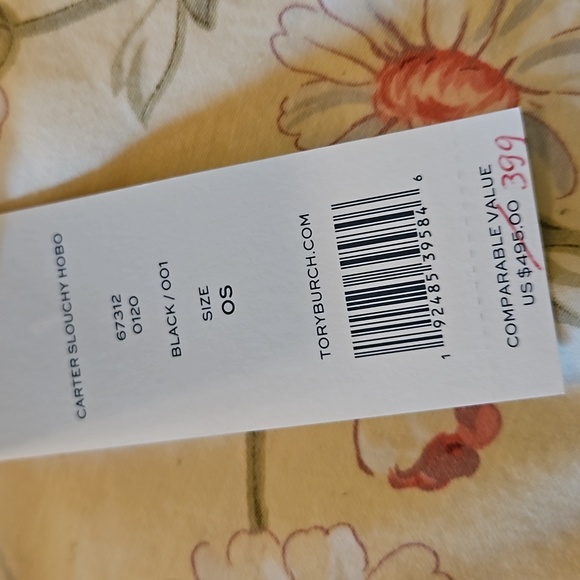 CARTER SLOUCHY HOBO
67312
0120
BLACK / 001
SIZE
OS
TORYBURCH.COM
1 92485 39584 6
COMPARABLE VALUE
US $495.00 399